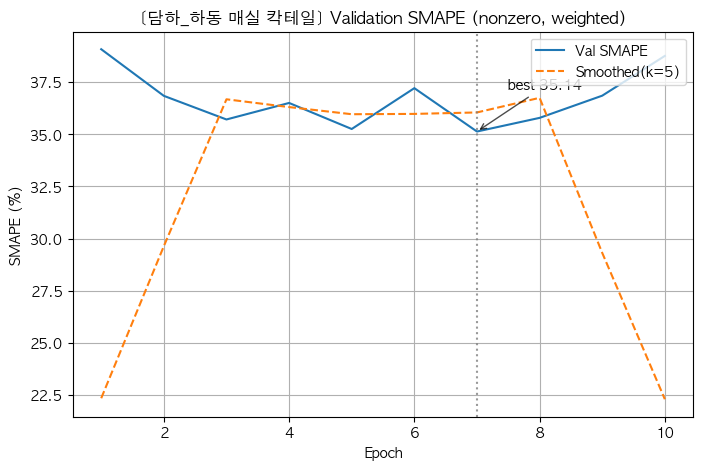 [담하_하동 매실 칵테일] Validation SMAPE (nonzero, weighted)
Val SMAPE
Smoothed(k=5)
best 35.14
37.5
35.0
32.5
30.0
27.5
25.0
22.5
SMAPE (%)
2 4 6 8 10
Epoch